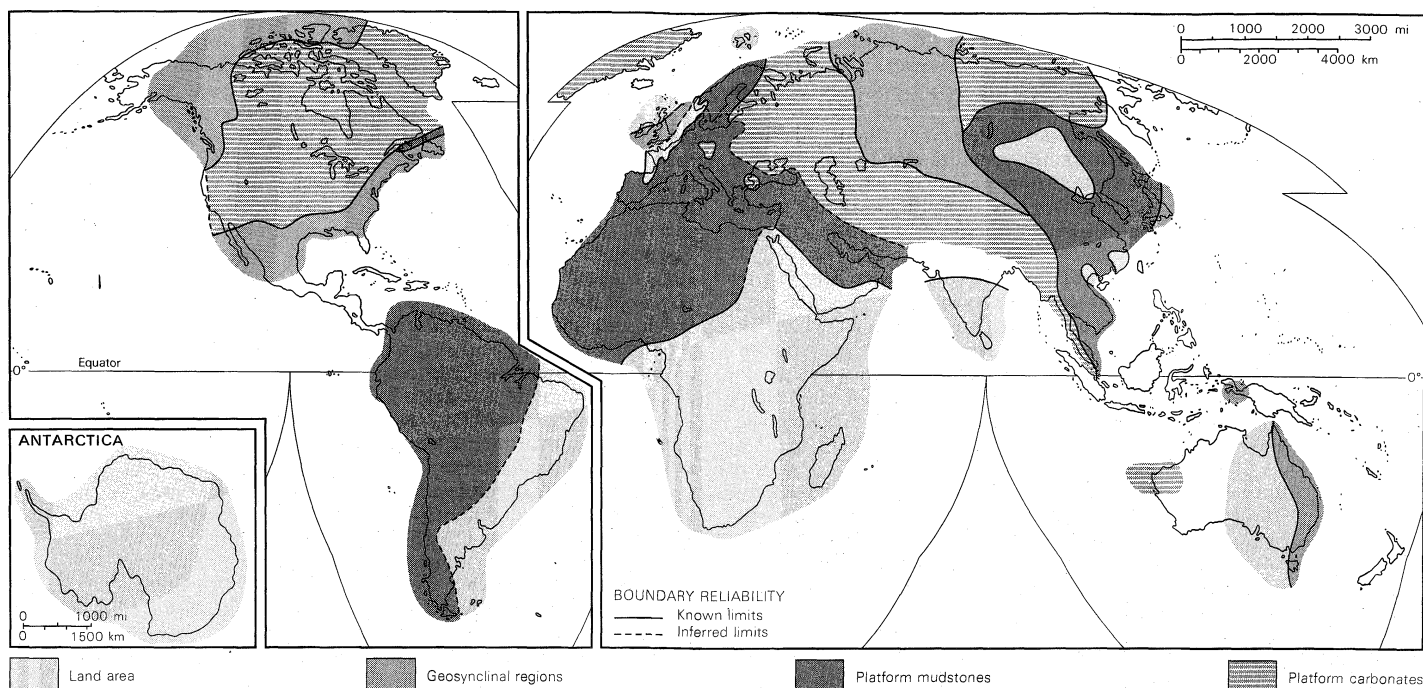 0 1000 2000 3000 mi
0 2000 4000 km
Equator
0°
0°
ANTARCTICA
0 1000 mi
0 1500 km
BOUNDARY RELIABILITY
Known limits
Inferred limits
Land area
Geosynclinal regions
Platform mudstones
Platform carbonates